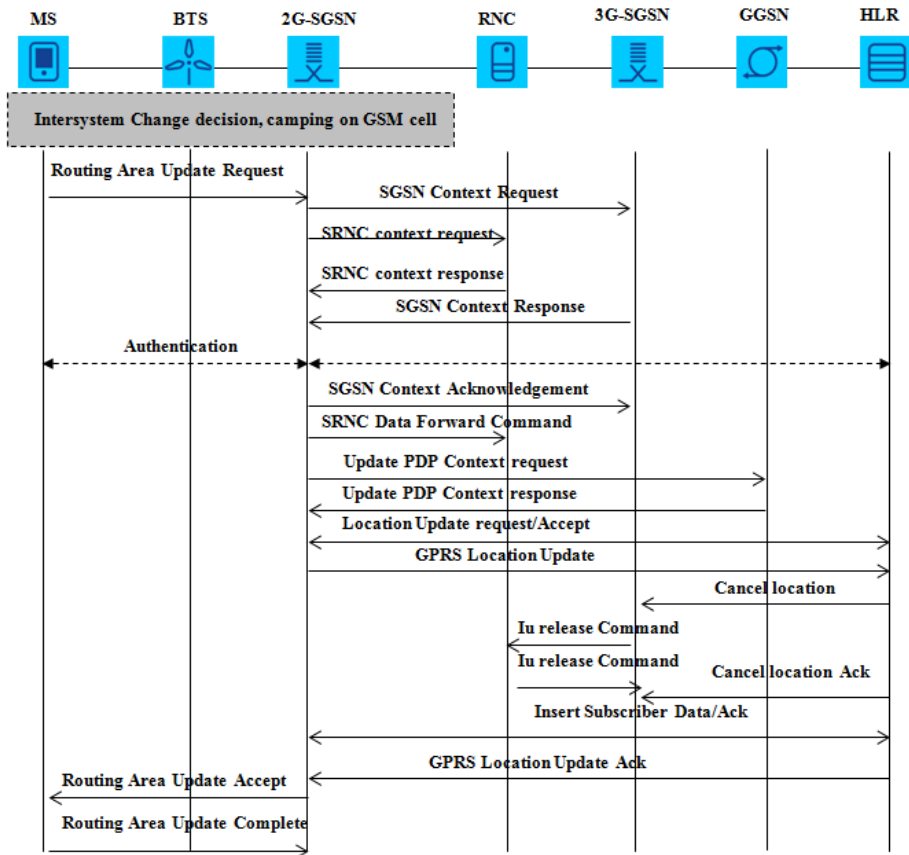 MS BTS 2G-SGSN RNC 3G-SGSN GGSN HLR
Intersystem Change decision, camping on GSM cell
Routing Area Update Request
SGSN Context Request
SRNC context request
SRNC context response
SGSN Context Response
Authentication
SGSN Context Acknowledgement
SRNC Data Forward Command
Update PDP Context request
Update PDP Context response
Location Update request/Accept
GPRS Location Update
Cancel location
Iu release Command
Iu release Command
Cancel location Ack
Insert Subscriber Data/Ack
GPRS Location Update Ack
Routing Area Update Accept
Routing Area Update Complete